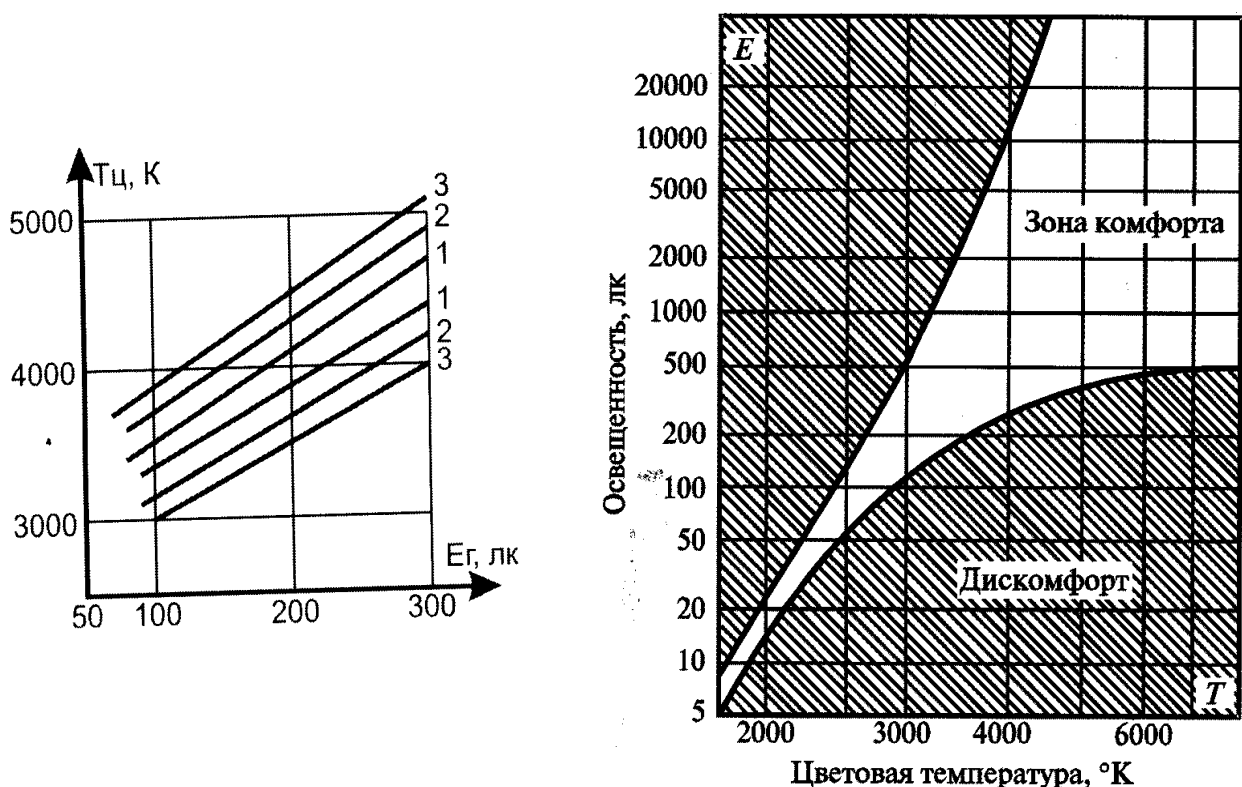 Тц, К
5000
4000
3000
3
2
1
1
2
3
Ег, лк
50 100 200 300
E
Освещенность, лк
20000
10000
5000
2000
1000
500
200
100
50
20
10
5
Зона комфорта
Дискомфорт
T
2000 3000 4000 6000
Цветовая температура, °К